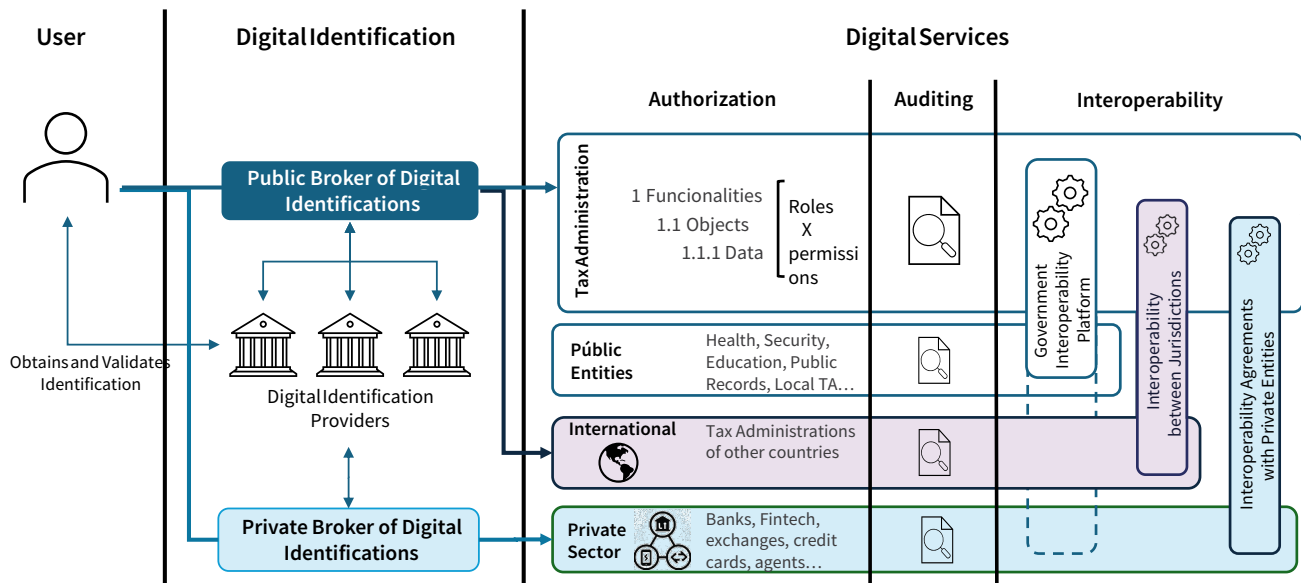 User
Digital Identification
Digital Services
Authorization
Auditing
Interoperability
Public Broker of Digital
Identifications
Obtains and Validates
Identification
Digital Identification
Providers
Private Broker of Digital
Identifications
Tax Administration
1 Funcionalities
1.1 Objects
1.1.1 Data
Roles
X
permissi
ons
Públic
Entities
Health, Security,
Education, Public
Records, Local TA...
International
Tax Administrations
of other countries
Private
Sector
Banks, Fintech,
exchanges, credit
cards, agents...
Government
Interoperability
Platform
Interoperability
between Jurisdictions
Interoperability Agreements
with Private Entities